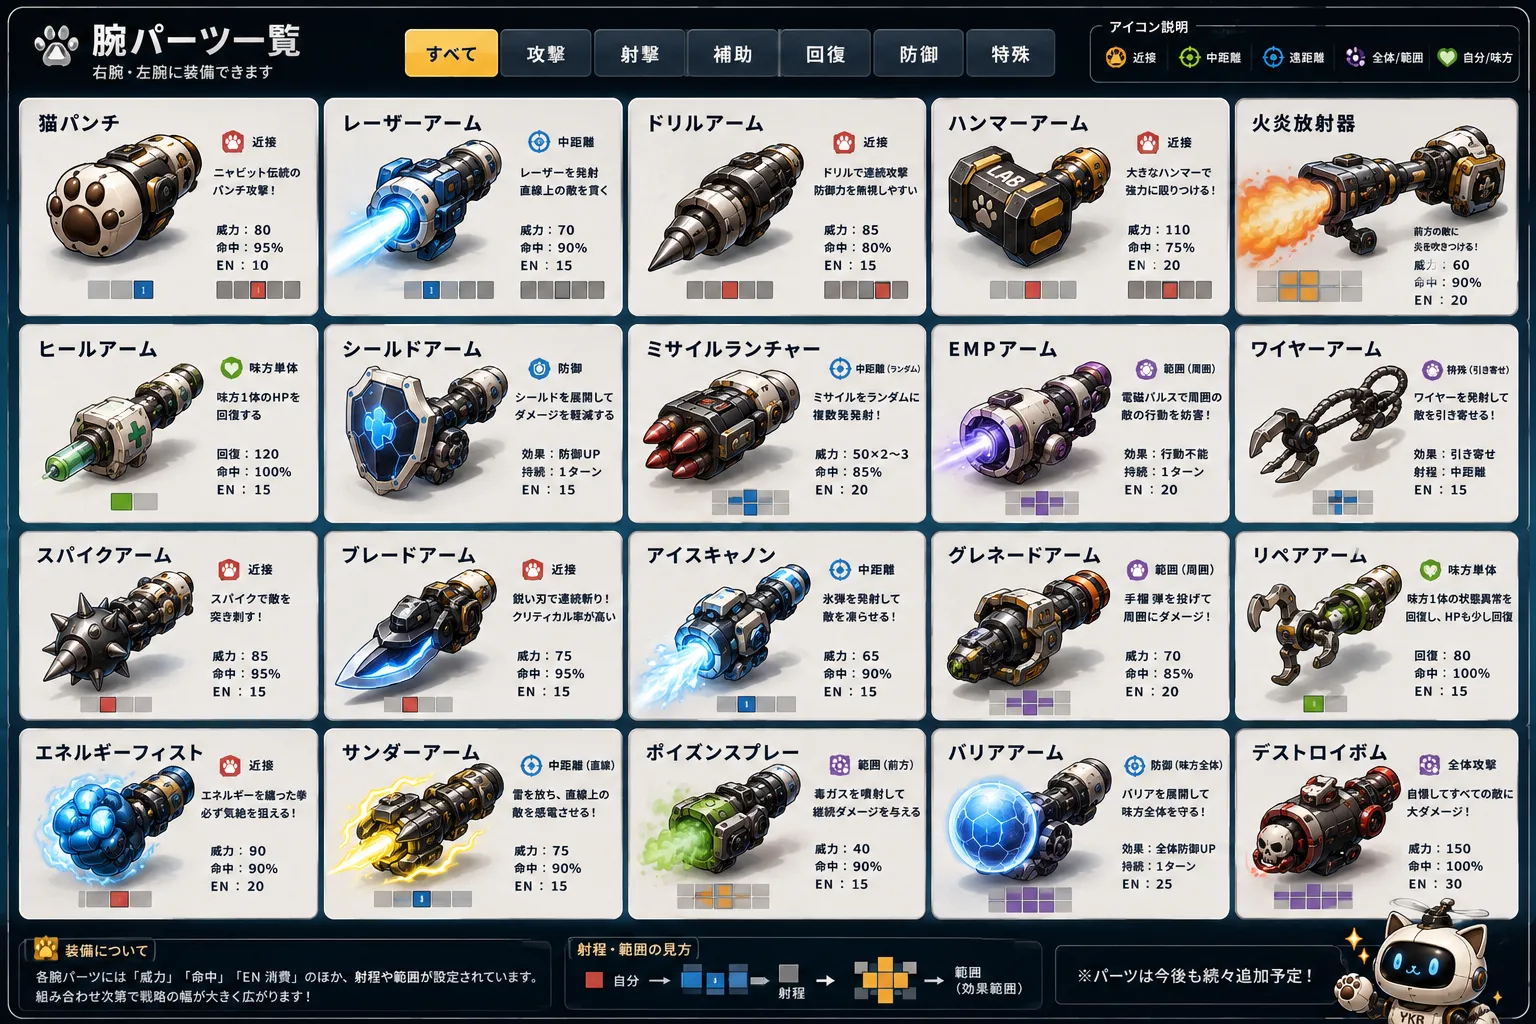 腕パーツ一覧
右腕・左腕に装備できます
すべて
攻撃
射撃
補助
回復
防御
特殊
アイコン説明
近接
中距離
遠距離
全体/範囲
自分/味方
猫パンチ
近接
ニャビット伝統の
パンチ攻撃！
威力：80
命中：95%
EN：10
レーザーアーム
中距離
レーザーを発射
直線上の敵を貫く
威力：70
命中：90%
EN：15
ドリルアーム
近接
ドリルで連続攻撃
防御力を無視しやすい
威力：85
命中：80%
EN：15
ハンマーアーム
LAB
近接
大きなハンマーで
強力に殴りつける！
威力：110
命中：75%
EN：20
火炎放射器
前方の敵に
炎を吹きつける！
威力：60
命中：90%
EN：20
ヒールアーム
味方単体
味方1体のHPを
回復する
回復：120
命中：100%
EN：15
シールドアーム
防御
シールドを展開して
ダメージを軽減する
効果：防御UP
持続：1ターン
EN：15
ミサイルランチャー
中距離(ランダム)
ミサイルをランダムに
複数発発射！
威力：50×2〜3
命中：85%
EN：20
EMPアーム
範囲(周囲)
電磁パルスで周囲の
敵の行動を妨害！
効果：行動不能
持続：1ターン
EN：20
ワイヤーアーム
特殊(引き寄せ)
ワイヤーを発射して
敵を引き寄せる！
効果：引き寄せ
射程：中距離
EN：15
スパイクアーム
近接
スパイクで敵を
突き刺す！
威力：85
命中：95%
EN：15
ブレードアーム
近接
鋭い刃で連続斬り！
クリティカル率が高い
威力：75
命中：95%
EN：15
アイスキャノン
中距離
氷弾を発射して
敵を凍らせる！
威力：65
命中：90%
EN：15
グレネードアーム
範囲(周囲)
手榴弾を投げて
周囲にダメージ！
威力：70
命中：85%
EN：20
リペアアーム
味方単体
味方1体の状態異常を
回復し、HPも少し回復
回復：80
命中：100%
EN：15
エネルギーフィスト
近接
エネルギーを纏った拳
必ず気絶を狙える！
威力：90
命中：90%
EN：20
サンダーアーム
中距離(直線)
雷を放ち、直線上の
敵を感電させる！
威力：75
命中：90%
EN：15
ポイズンスプレー
範囲(前方)
毒ガスを噴射して
継続ダメージを与える
威力：40
命中：90%
EN：15
バリアアーム
防御(味方全体)
バリアを展開して
味方全体を守る！
効果：全体防御UP
持続：1ターン
EN：25
デストロイボム
全体攻撃
自爆してすべての敵に
大ダメージ！
威力：150
命中：100%
EN：30
装備について
各腕パーツには「威力」「命中」「EN 消費」のほか、射程や範囲が設定されています。
組み合わせ次第で戦略の幅が大きく広がります！
射程・範囲の見方
自分
射程
範囲
(効果範囲)
※パーツは今後も続々追加予定！
YKR